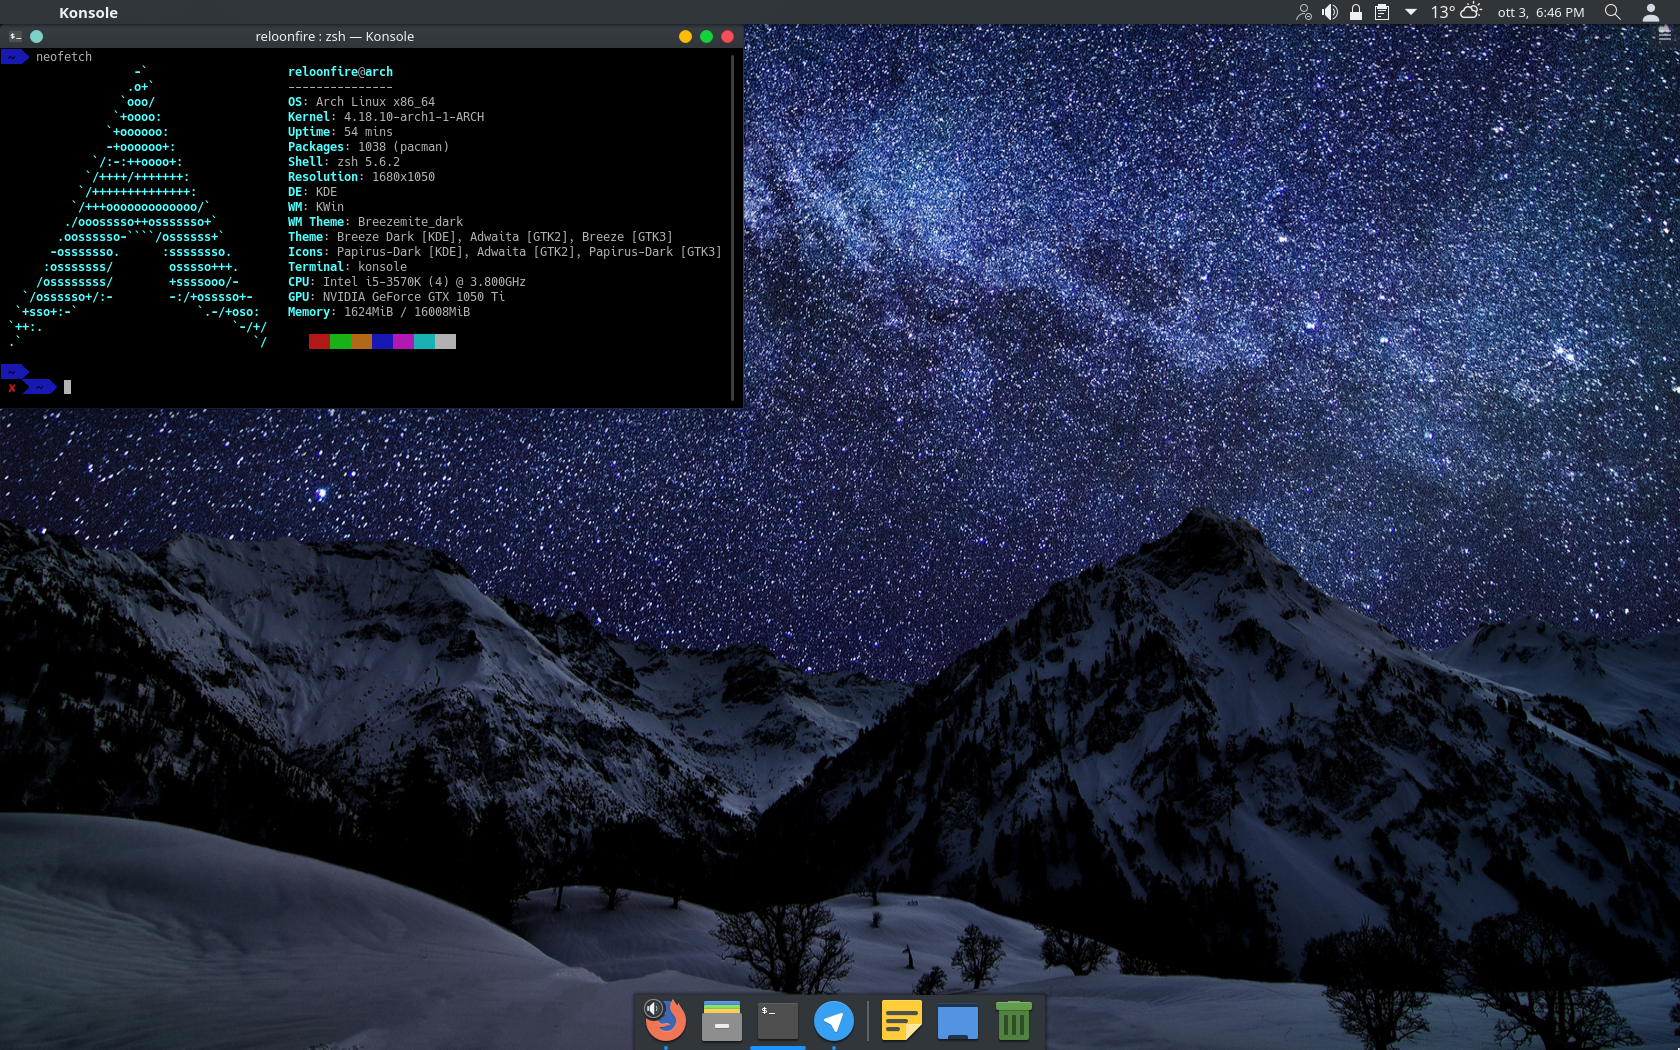 Konsole
13° ott 3, 6:46 PM
reloonfire : zsh — Konsole
~ neofetch
reloonfire@arch
---------------
OS: Arch Linux x86_64
Kernel: 4.18.10-arch1-1-ARCH
Uptime: 54 mins
Packages: 1038 (pacman)
Shell: zsh 5.6.2
Resolution: 1680x1050
DE: KDE
WM: KWin
WM Theme: Breezemite_dark
Theme: Breeze Dark [KDE], Adwaita [GTK2], Breeze [GTK3]
Icons: Papirus-Dark [KDE], Adwaita [GTK2], Papirus-Dark [GTK3]
Terminal: konsole
CPU: Intel i5-3570K (4) @ 3.800GHz
GPU: NVIDIA GeForce GTX 1050 Ti
Memory: 1624MiB / 16008MiB
~
✘ ~
$_